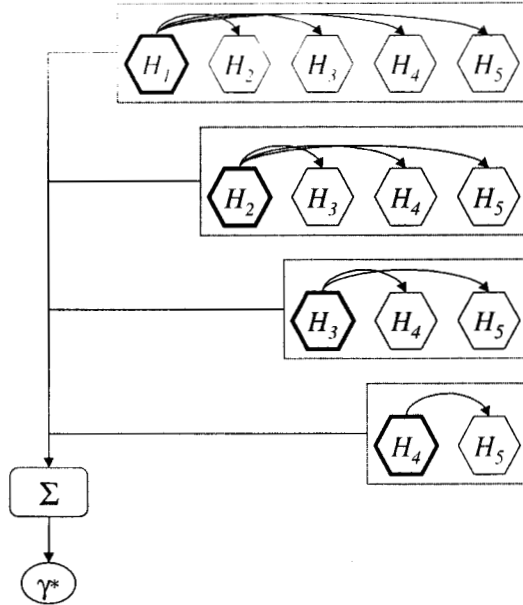 H₁ H₂ H₃ H₄ H₅
H₂ H₃ H₄ H₅
H₃ H₄ H₅
H₄ H₅
Σ
γ*